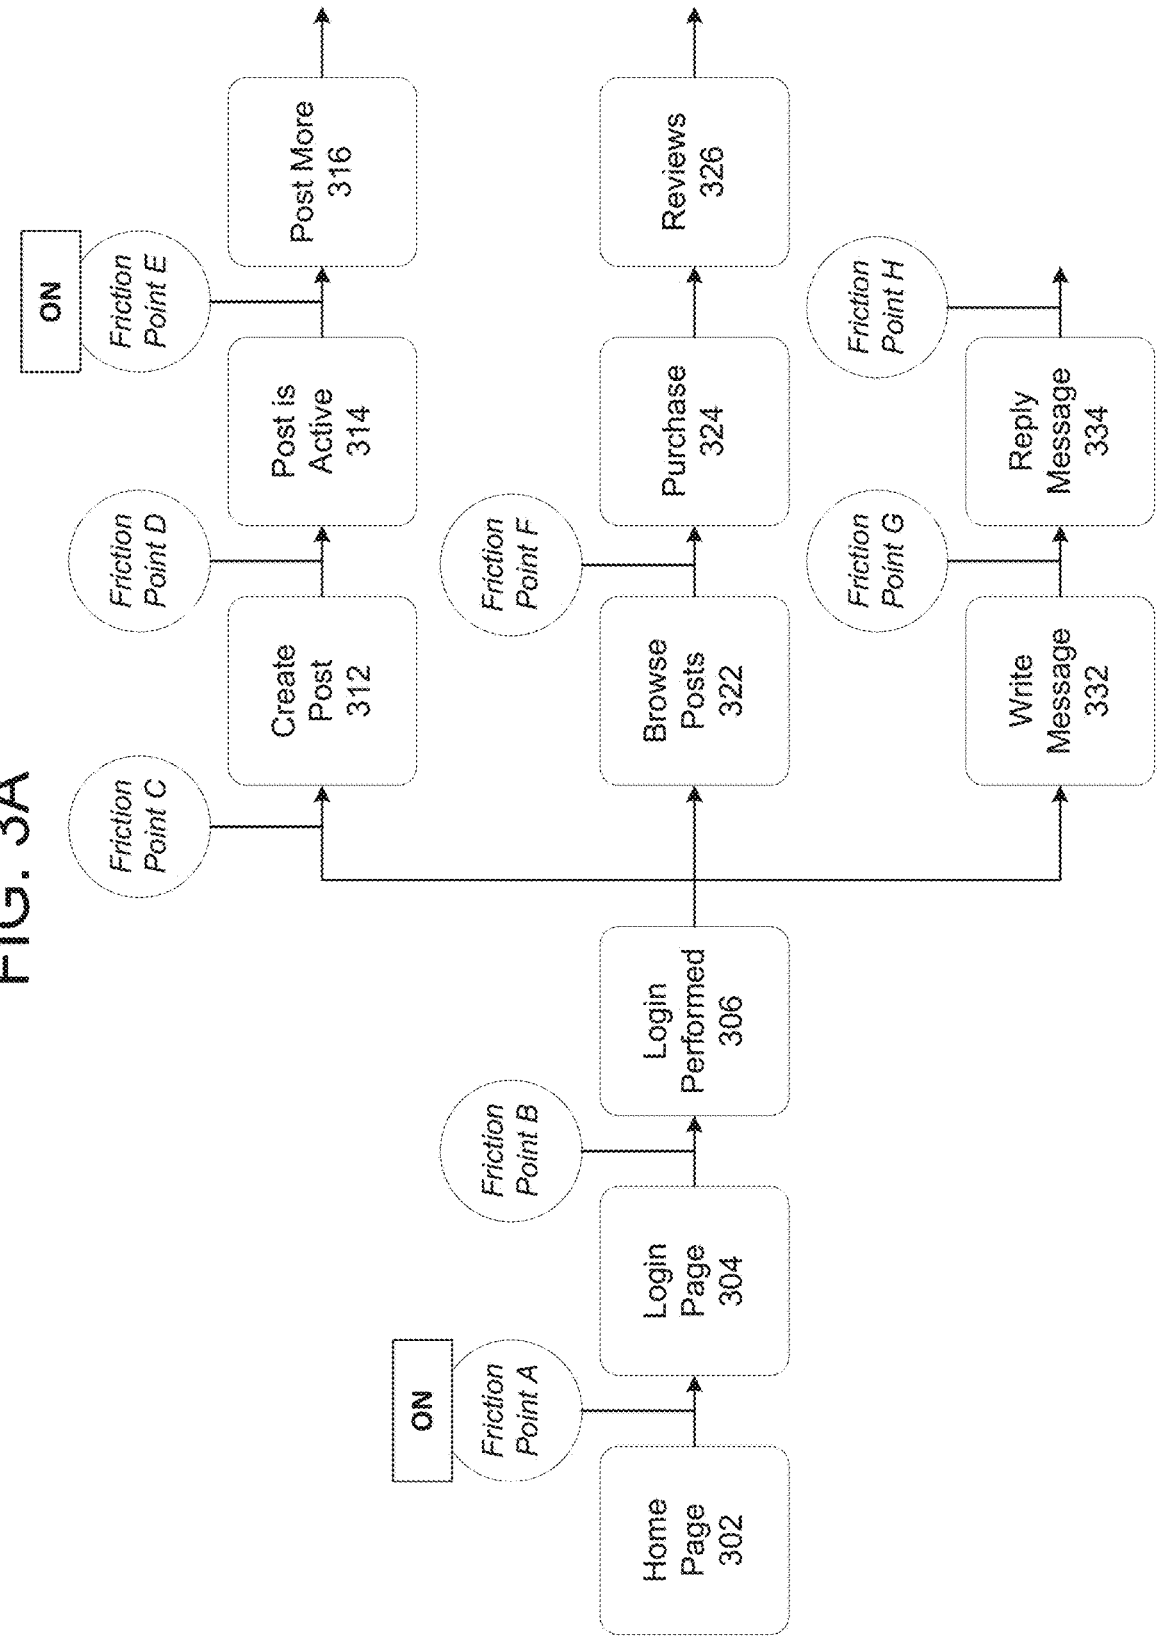 FIG. 3A
ON
Friction
Point E
Friction
Point D
Friction
Point C
Create
Post
312
Post is
Active
314
Post More
316
ON
Friction
Point A
Friction
Point B
Friction
Point F
Home
Page
302
Login
Page
304
Login
Performed
306
Browse
Posts
322
Purchase
324
Reviews
326
Friction
Point G
Friction
Point H
Write
Message
332
Reply
Message
334